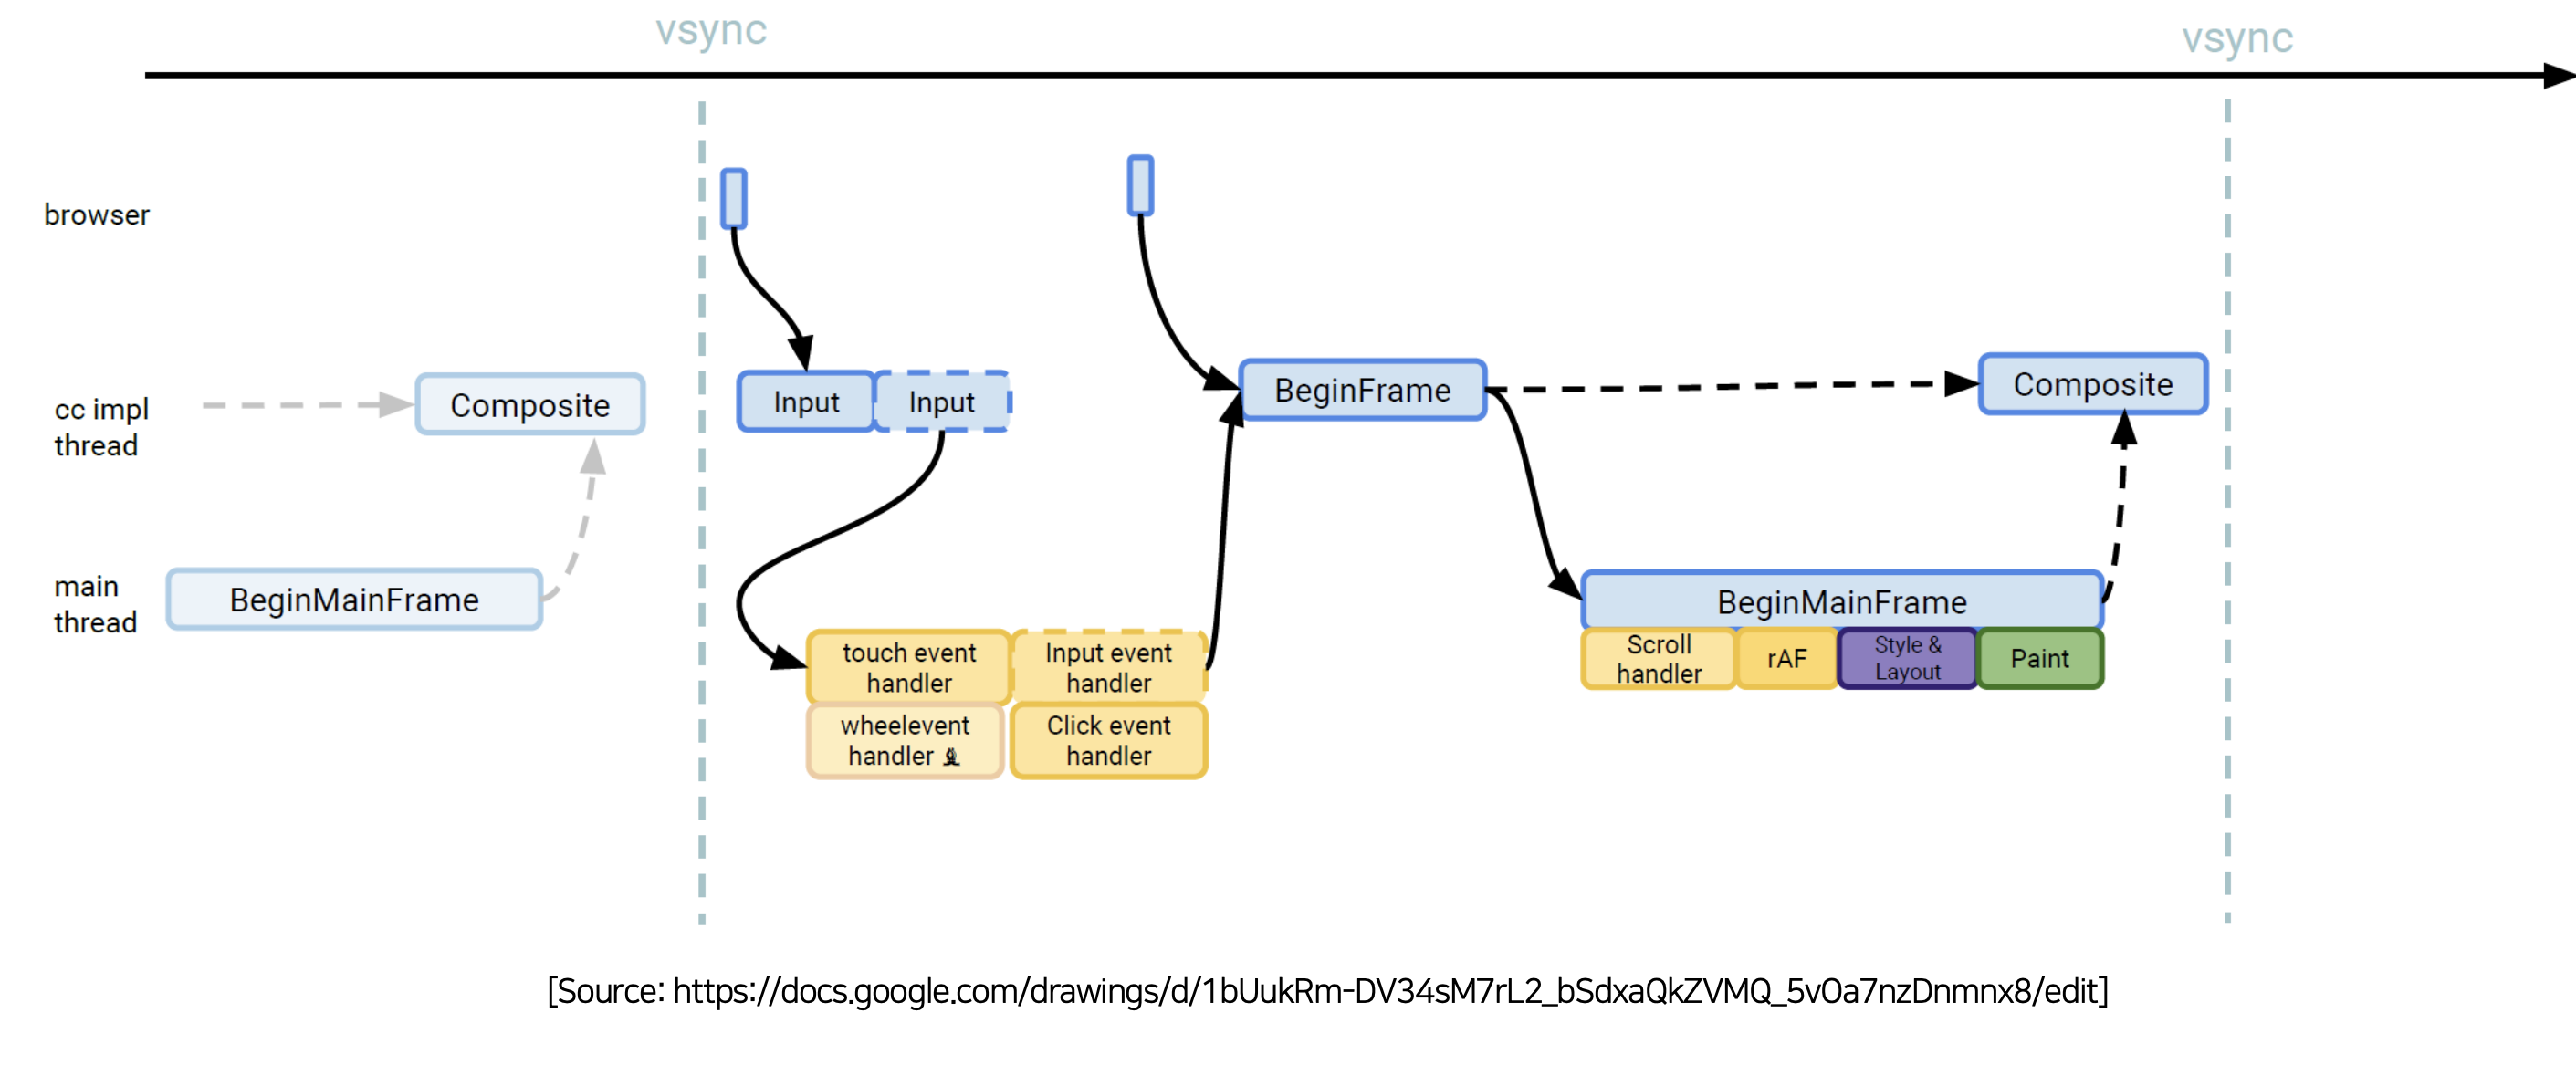 vsync
vsync
browser
cc impl
thread
Composite
Input
Input
BeginFrame
Composite
main
thread
BeginMainFrame
BeginMainFrame
touch event
handler
Input event
handler
wheelevent
handler
Click event
handler
Scroll
handler
rAF
Style &
Layout
Paint
[Source: https://docs.google.com/drawings/d/1bUukRm-DV34sM7rL2_bSdxaQkZVMQ_5vOa7nzDnmnx8/edit]